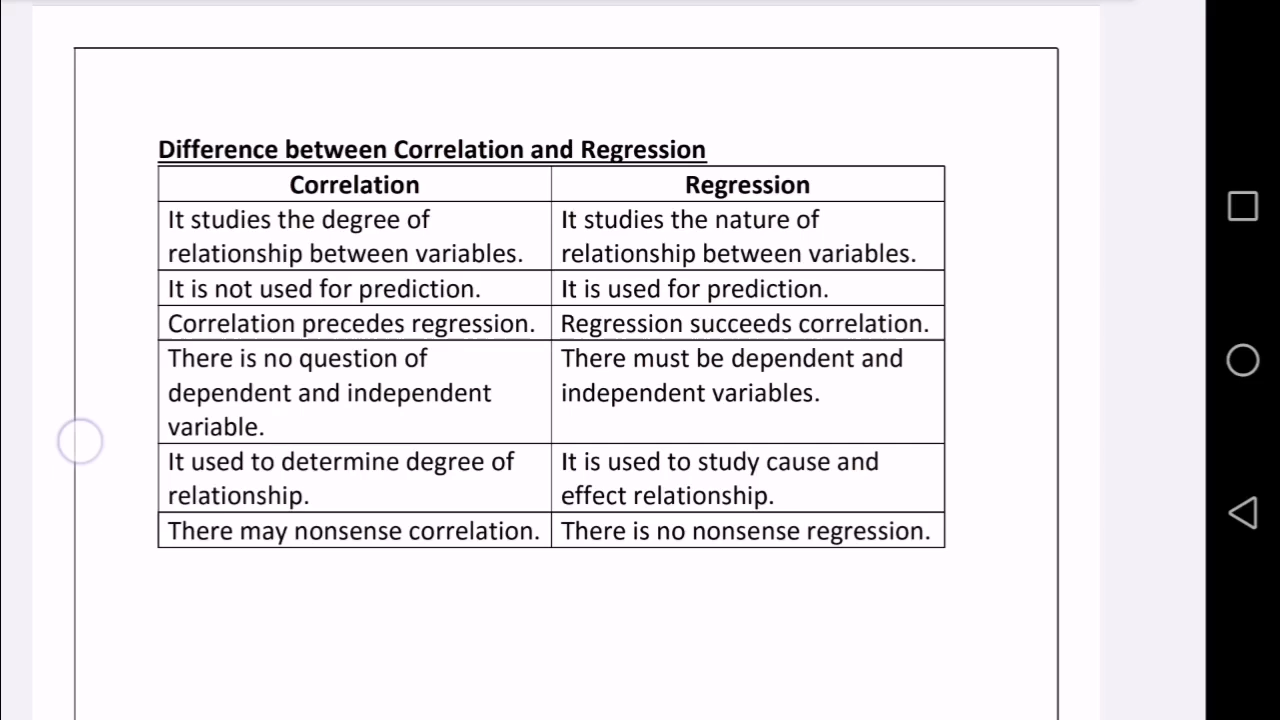 Difference between Correlation and Regression
Correlation Regression
It studies the degree of It studies the nature of
relationship between variables. relationship between variables.
It is not used for prediction. It is used for prediction.
Correlation precedes regression. Regression succeeds correlation.
There is no question of There must be dependent and
dependent and independent independent variables.
variable.
It used to determine degree of It is used to study cause and
relationship. effect relationship.
There may nonsense correlation. There is no nonsense regression.